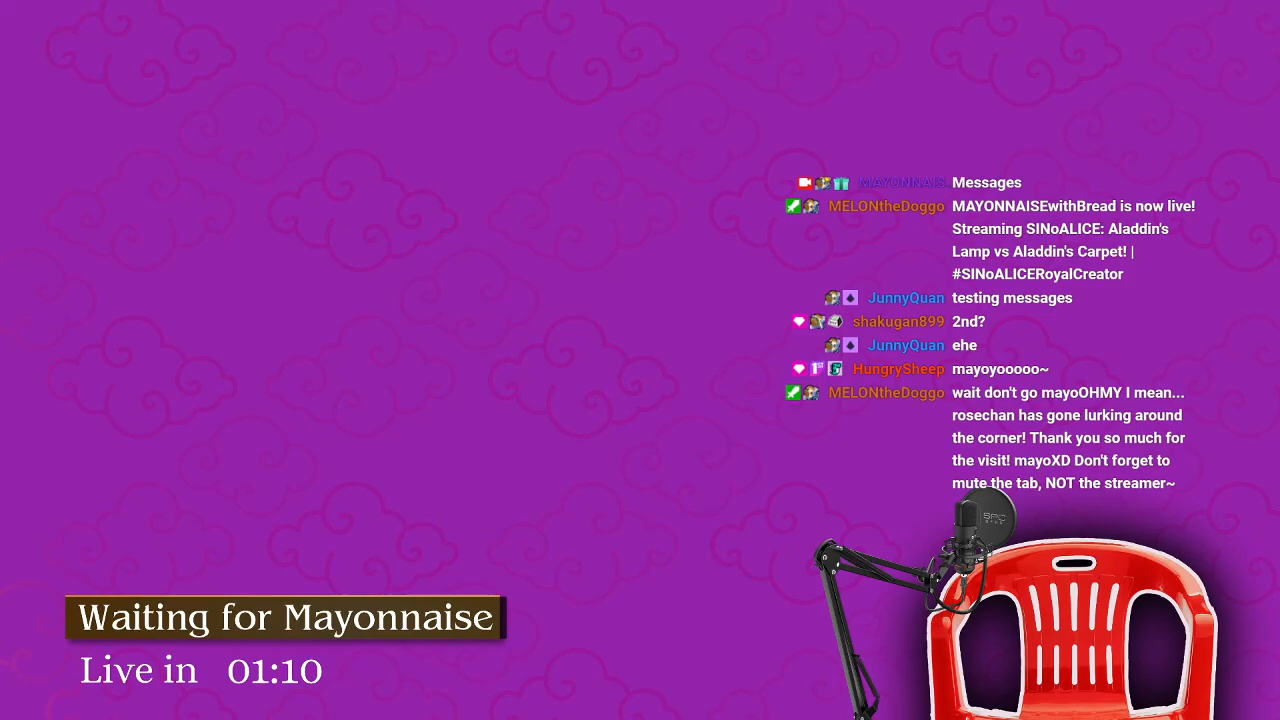 MAYONNAIS... Messages
MELONtheDoggo MAYONNAISEwithBread is now live!
Streaming SINoALICE: Aladdin's
Lamp vs Aladdin's Carpet! |
#SINoALICERoyalCreator
JunnyQuan testing messages
shakugan899 2nd?
JunnyQuan ehe
HungrySheep mayoyooooo~
MELONtheDoggo wait don't go mayoOHMY I mean...
rosechan has gone lurking around
the corner! Thank you so much for
the visit! mayoXD Don't forget to
mute the tab, NOT the streamer~
Waiting for Mayonnaise
Live in 01:10